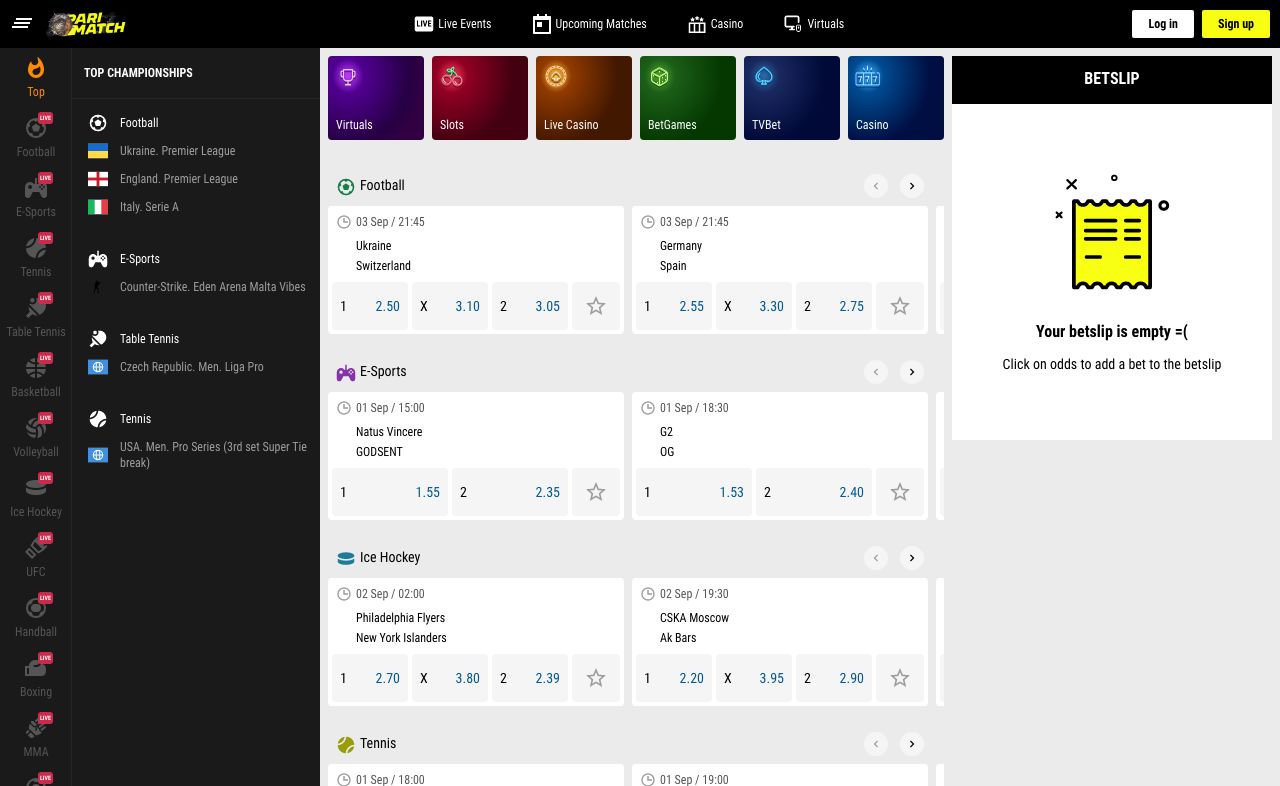 PARI
MATCH
LIVE Live Events
Upcoming Matches
Casino
Virtuals
Log in
Sign up
Top
LIVE
Football
LIVE
E-Sports
LIVE
Tennis
LIVE
Table Tennis
LIVE
Basketball
LIVE
Volleyball
LIVE
Ice Hockey
LIVE
UFC
LIVE
Handball
LIVE
Boxing
LIVE
MMA
LIVE
TOP CHAMPIONSHIPS
Football
Ukraine. Premier League
England. Premier League
Italy. Serie A
E-Sports
Counter-Strike. Eden Arena Malta Vibes
Table Tennis
Czech Republic. Men. Liga Pro
Tennis
USA. Men. Pro Series (3rd set Super Tie
break)
Virtuals
Slots
Live Casino
BetGames
TVBet
777
Casino
Football
03 Sep / 21:45
Ukraine
Switzerland
1 2.50 X 3.10 2 3.05
03 Sep / 21:45
Germany
Spain
1 2.55 X 3.30 2 2.75
E-Sports
01 Sep / 15:00
Natus Vincere
GODSENT
1 1.55 2 2.35
01 Sep / 18:30
G2
OG
1 1.53 2 2.40
Ice Hockey
02 Sep / 02:00
Philadelphia Flyers
New York Islanders
1 2.70 X 3.80 2 2.39
02 Sep / 19:30
CSKA Moscow
Ak Bars
1 2.20 X 3.95 2 2.90
Tennis
01 Sep / 18:00
01 Sep / 19:00
BETSLIP
Your betslip is empty =(
Click on odds to add a bet to the betslip